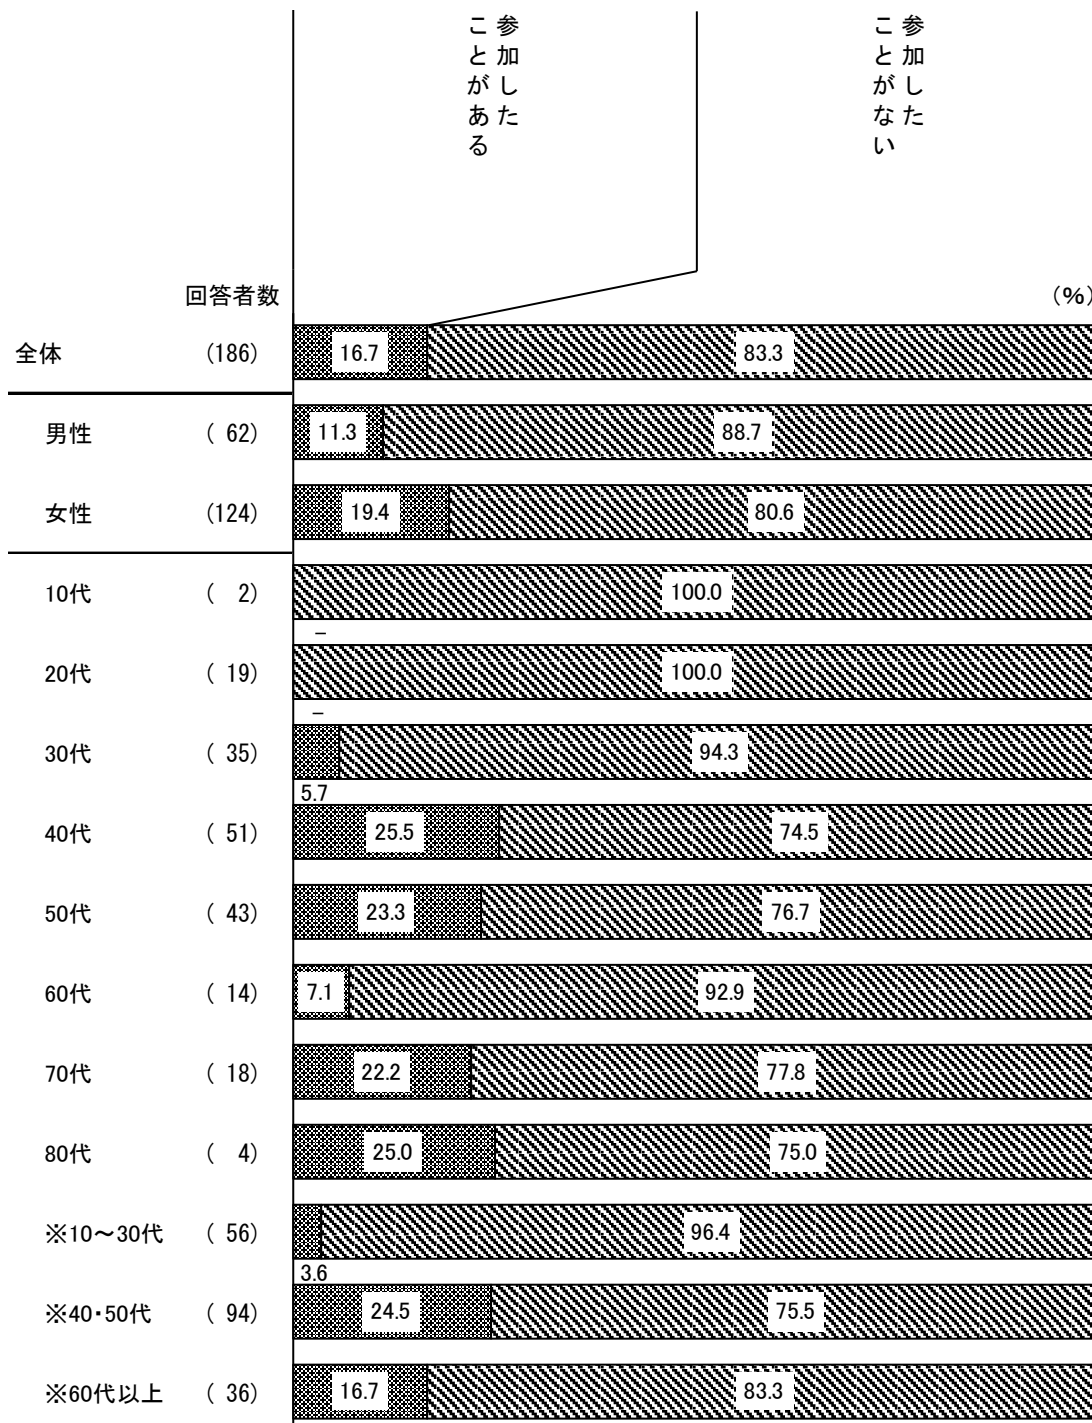 参加した
ことがある
参加した
ことがない
回答者数
(%)
全体 (186) 16.7 83.3
男性 ( 62) 11.3 88.7
女性 (124) 19.4 80.6
10代 ( 2) 100.0
–
20代 ( 19) 100.0
–
30代 ( 35) 94.3
5.7
40代 ( 51) 25.5 74.5
50代 ( 43) 23.3 76.7
60代 ( 14) 7.1 92.9
70代 ( 18) 22.2 77.8
80代 ( 4) 25.0 75.0
※10～30代 ( 56) 96.4
3.6
※40・50代 ( 94) 24.5 75.5
※60代以上 ( 36) 16.7 83.3